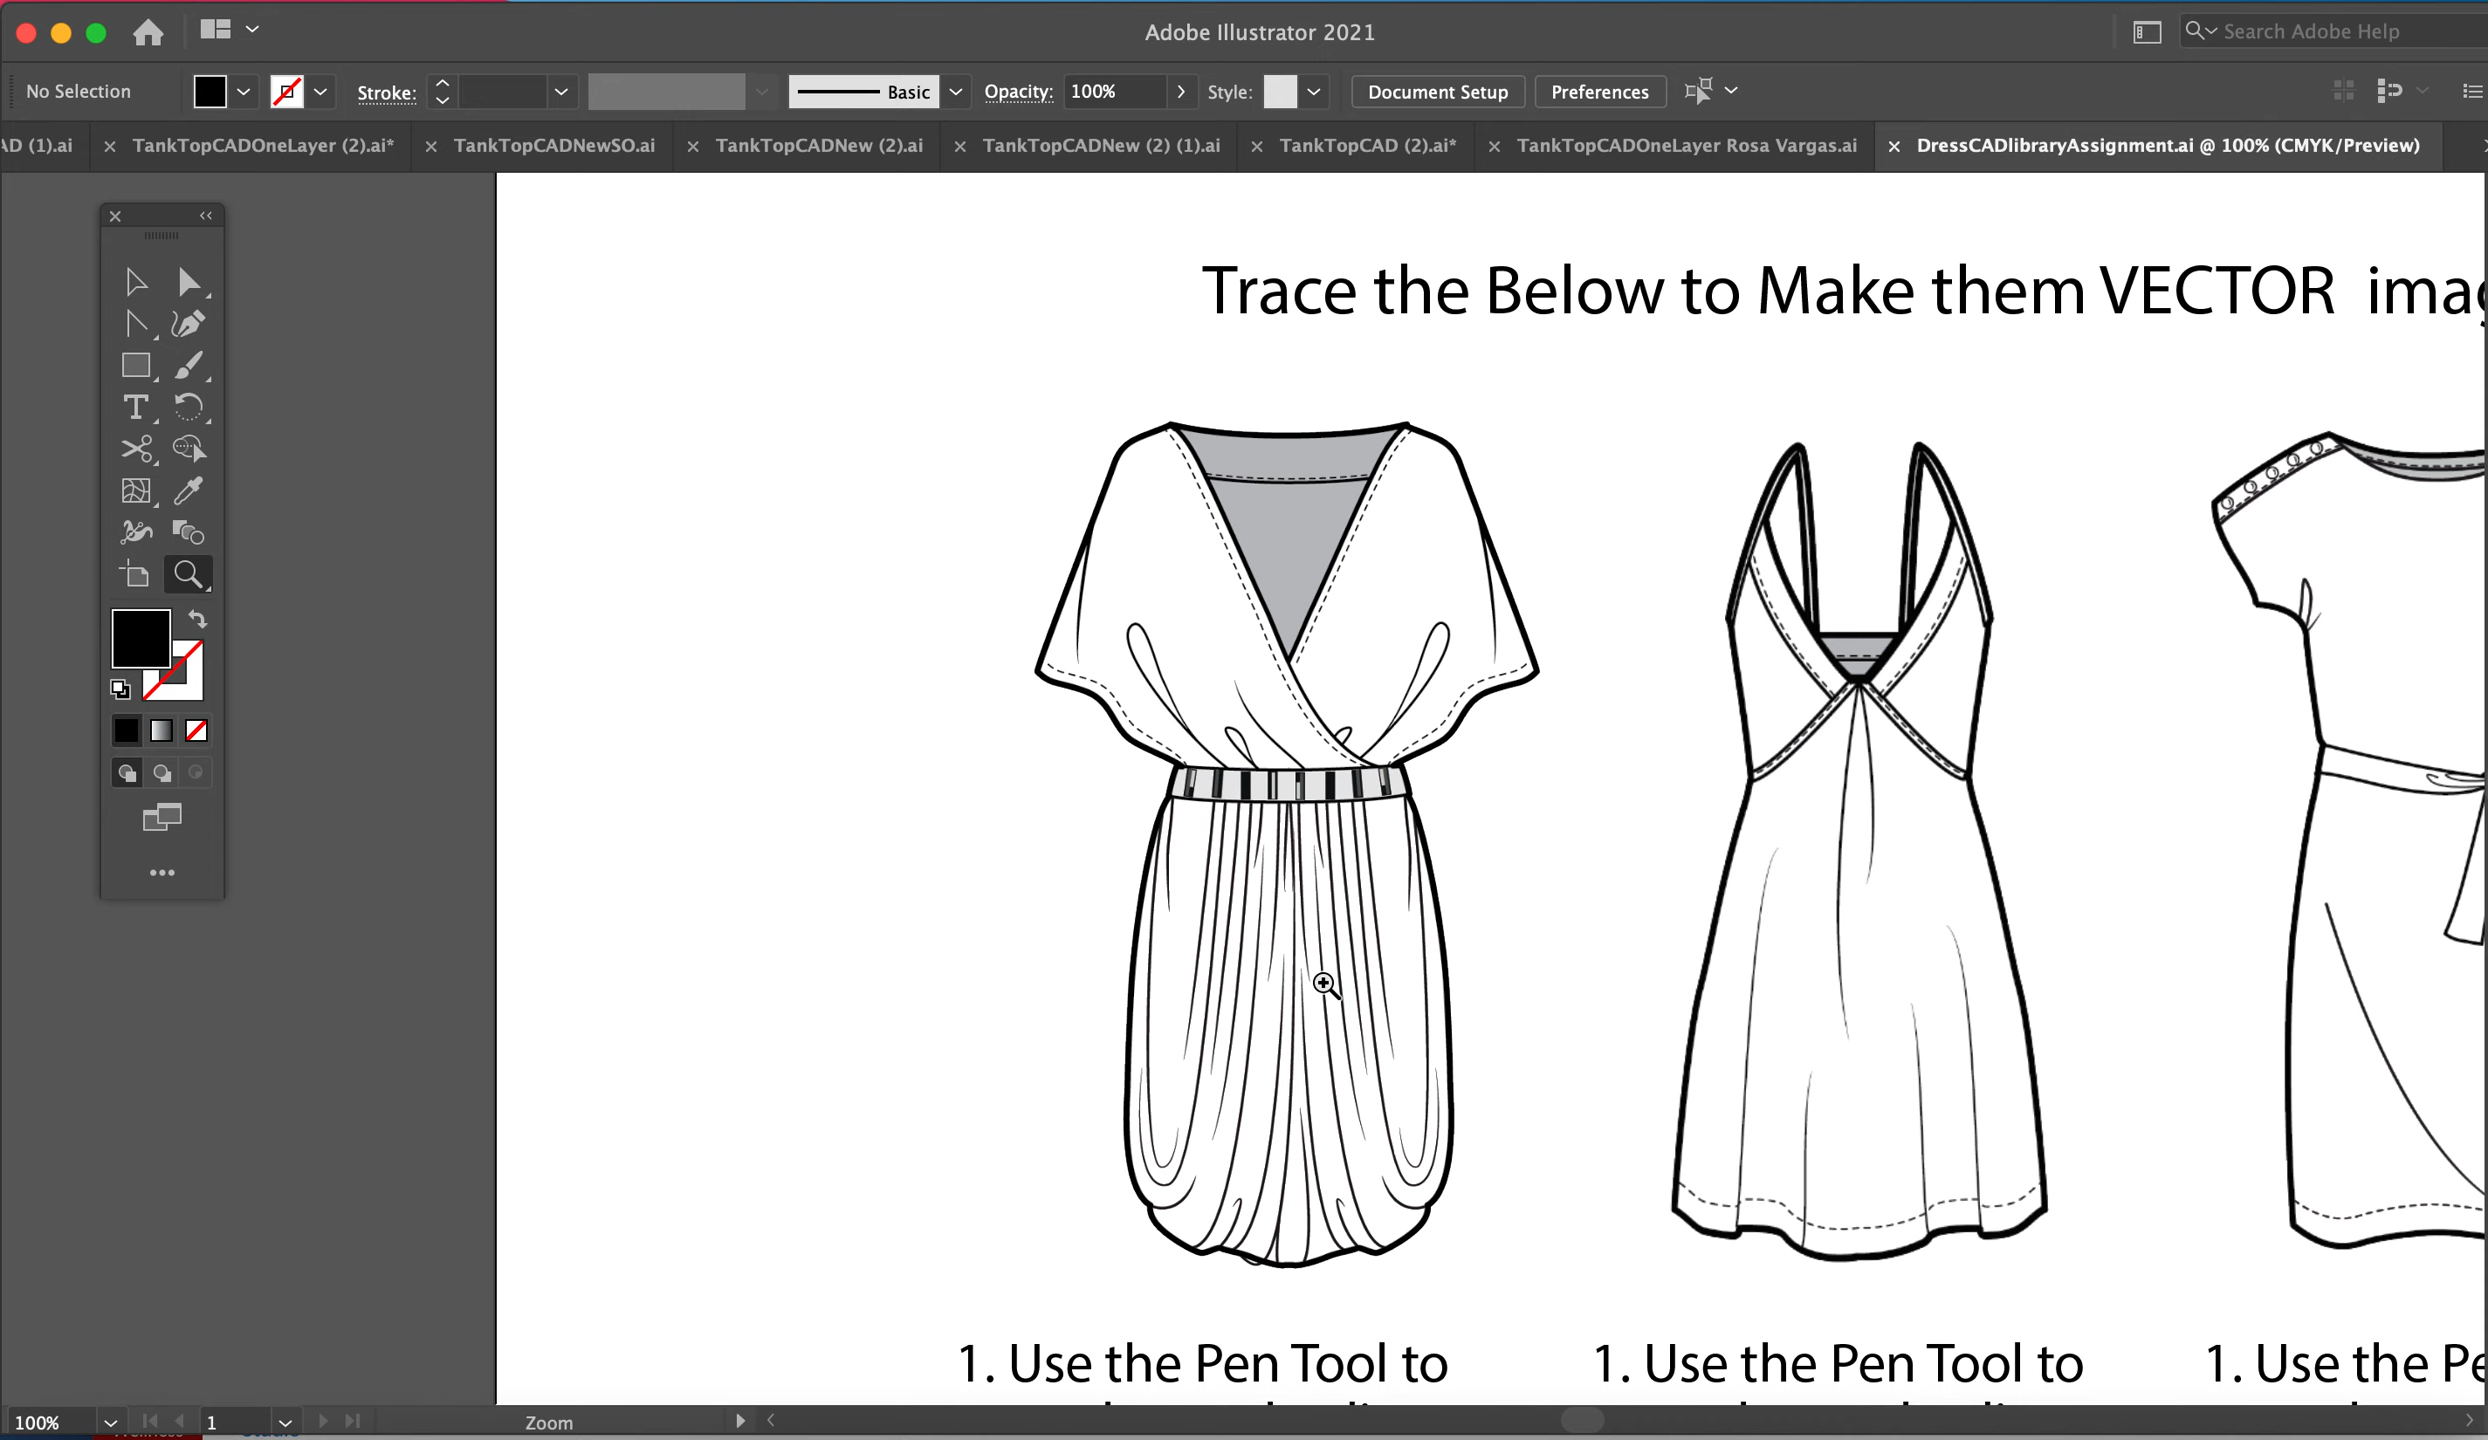 Adobe Illustrator 2021
Search Adobe Help
No Selection
Stroke:
Basic
Opacity: 100%
Style:
Document Setup
Preferences
AD (1).ai
TankTopCADOneLayer (2).ai*
TankTopCADNewSO.ai
TankTopCADNew (2).ai
TankTopCADNew (2) (1).ai
TankTopCAD (2).ai*
TankTopCADOneLayer Rosa Vargas.ai
DressCADlibraryAssignment.ai @ 100% (CMYK/Preview)
Trace the Below to Make them VECTOR imag
1. Use the Pen Tool to
1. Use the Pen Tool to
1. Use the Pe
100%
1
Zoom